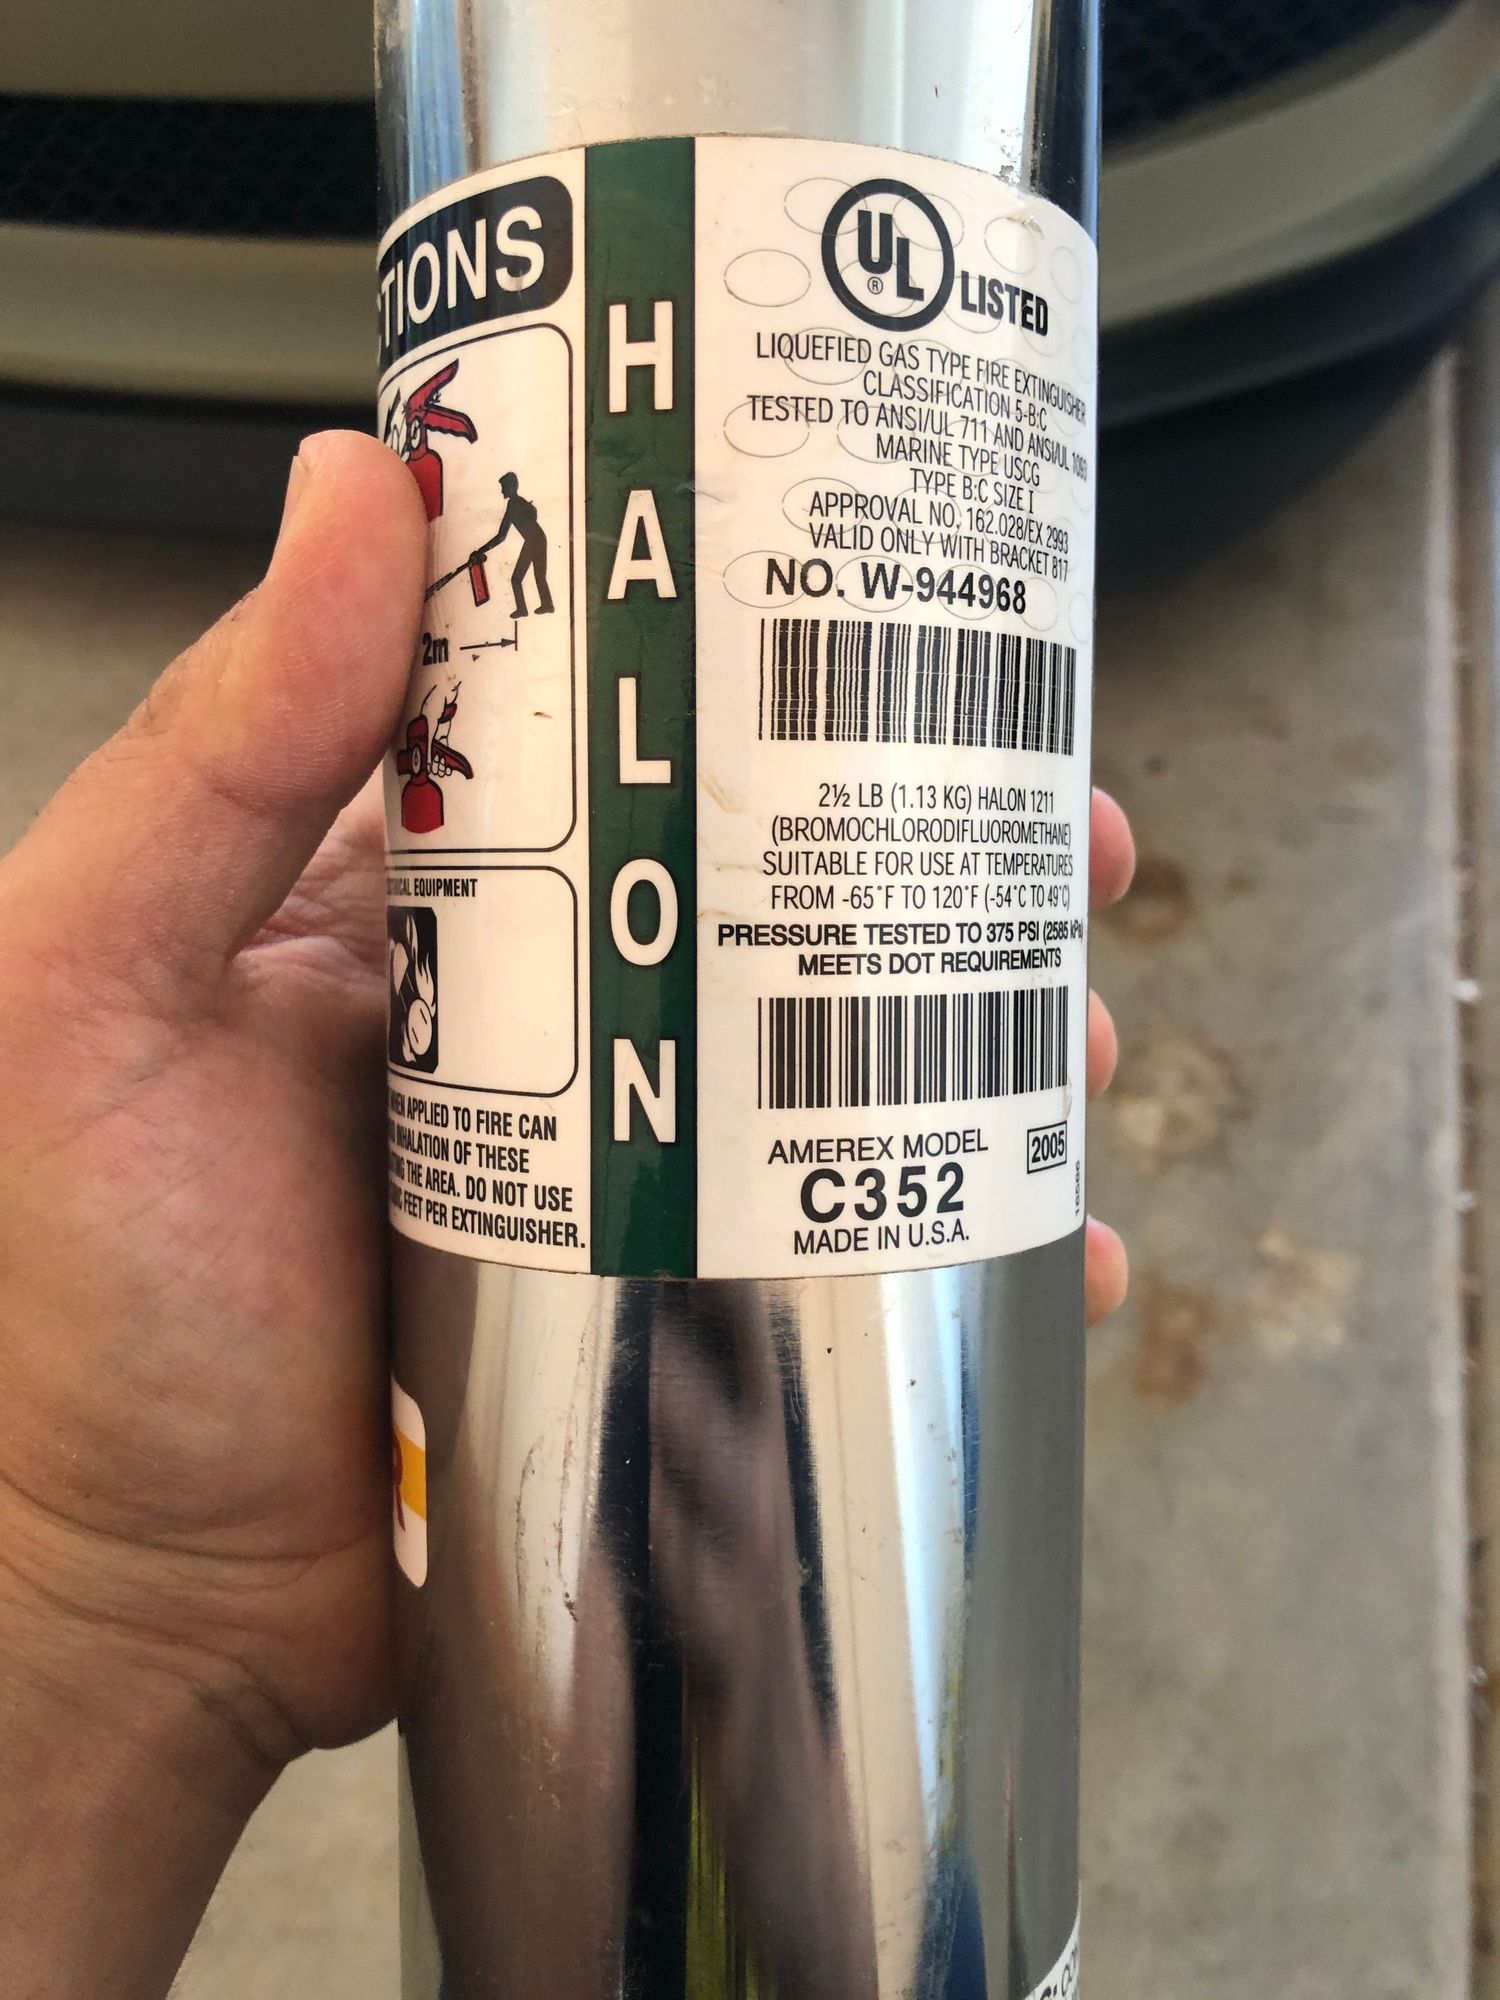 TIONS
2m
EQUIPMENT
WHEN APPLIED TO FIRE CAN
INHALATION OF THESE
THE AREA. DO NOT USE
FEET PER EXTINGUISHER.
HALON
UL ® LISTED
LIQUEFIED GAS TYPE FIRE EXTINGUISHER
CLASSIFICATION 5-B:C
TESTED TO ANSI/UL 711 AND ANSI/UL 1093
MARINE TYPE USCG
TYPE B:C SIZE I
APPROVAL NO. 162.028/EX 2993
VALID ONLY WITH BRACKET 817
NO. W-944968
2½ LB (1.13 KG) HALON 1211
(BROMOCHLORODIFLUOROMETHANE)
SUITABLE FOR USE AT TEMPERATURES
FROM -65°F TO 120°F (-54°C TO 49°C)
PRESSURE TESTED TO 375 PSI (2585 kPa)
MEETS DOT REQUIREMENTS
AMEREX MODEL
2005
C352
MADE IN U.S.A.
R